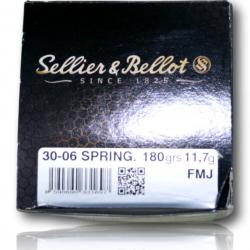 Sellier & Bellot S&B
SINCE 1825
30-06 SPRING. 180grs 11,7g
FMJ